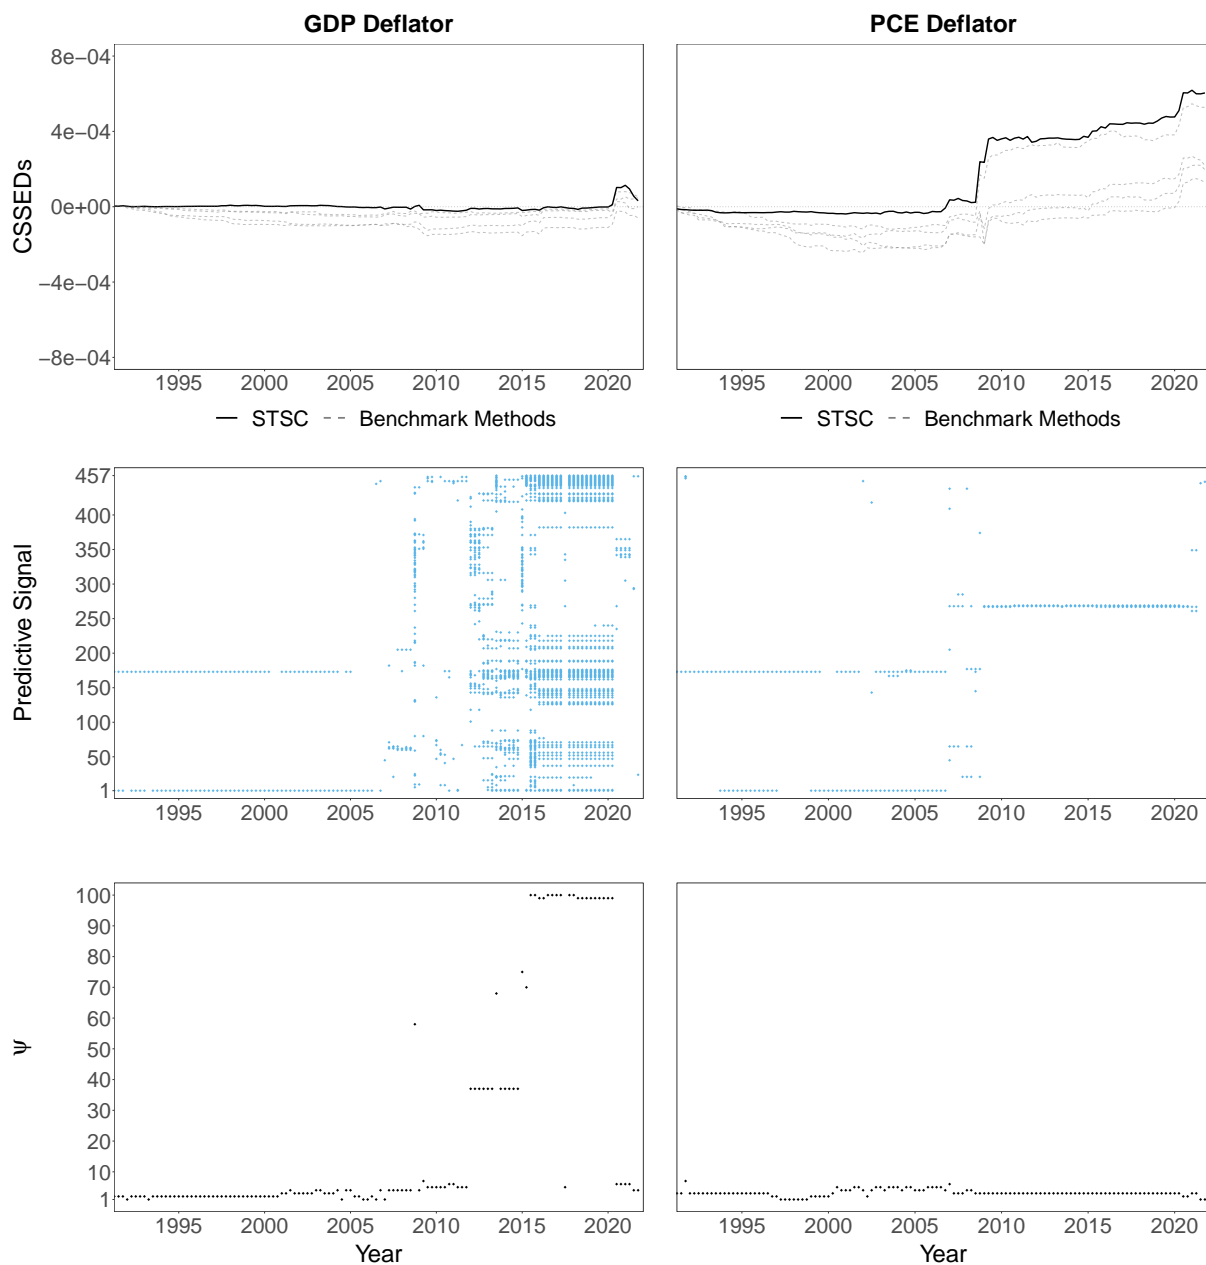 GDP Deflator PCE Deflator
8e−04
4e−04
0e+00
−4e−04
−8e−04
CSSEDs
1995 2000 2005 2010 2015 2020 1995 2000 2005 2010 2015 2020
STSC Benchmark Methods STSC Benchmark Methods
457
400
350
300
250
200
150
100
50
1
Predictive Signal
1995 2000 2005 2010 2015 2020 1995 2000 2005 2010 2015 2020
100
90
80
70
60
50
40
30
20
10
1
ψ
1995 2000 2005 2010 2015 2020 1995 2000 2005 2010 2015 2020
Year Year